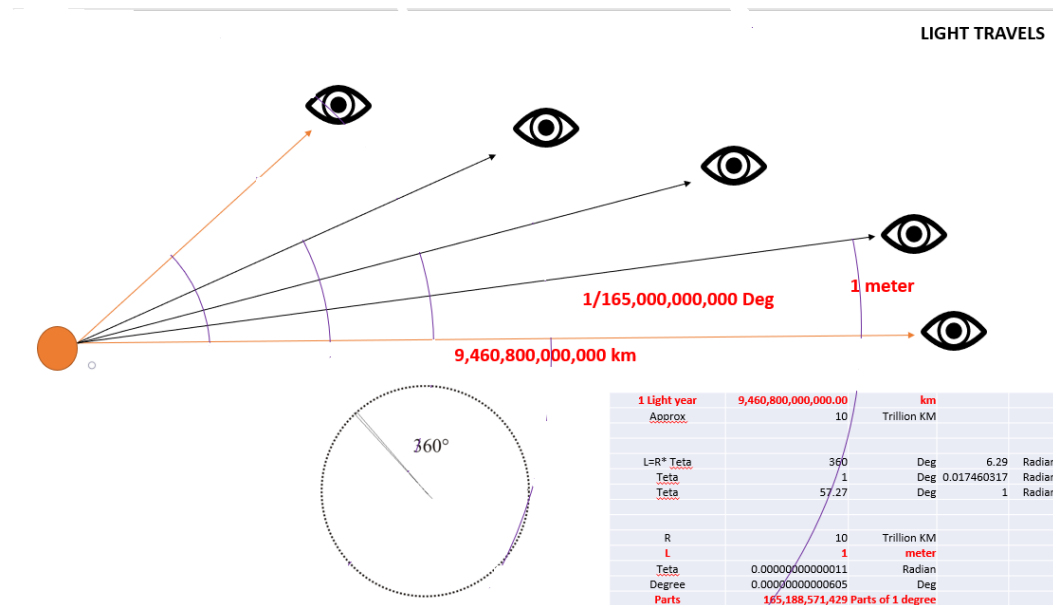 LIGHT TRAVELS
1/165,000,000,000 Deg
1 meter
9,460,800,000,000 km
360°
1 Light year 9,460,800,000,000.00 km
Approx 10 Trillion KM
L=R* Teta 360 Deg 6.29 Radian
Teta 1 Deg 0.017460317 Radian
Teta 57.27 Deg 1 Radian
R 10 Trillion KM
L 1 meter
Teta 0.00000000000011 Radian
Degree 0.00000000000605 Deg
Parts 165,188,571,429 Parts of 1 degree